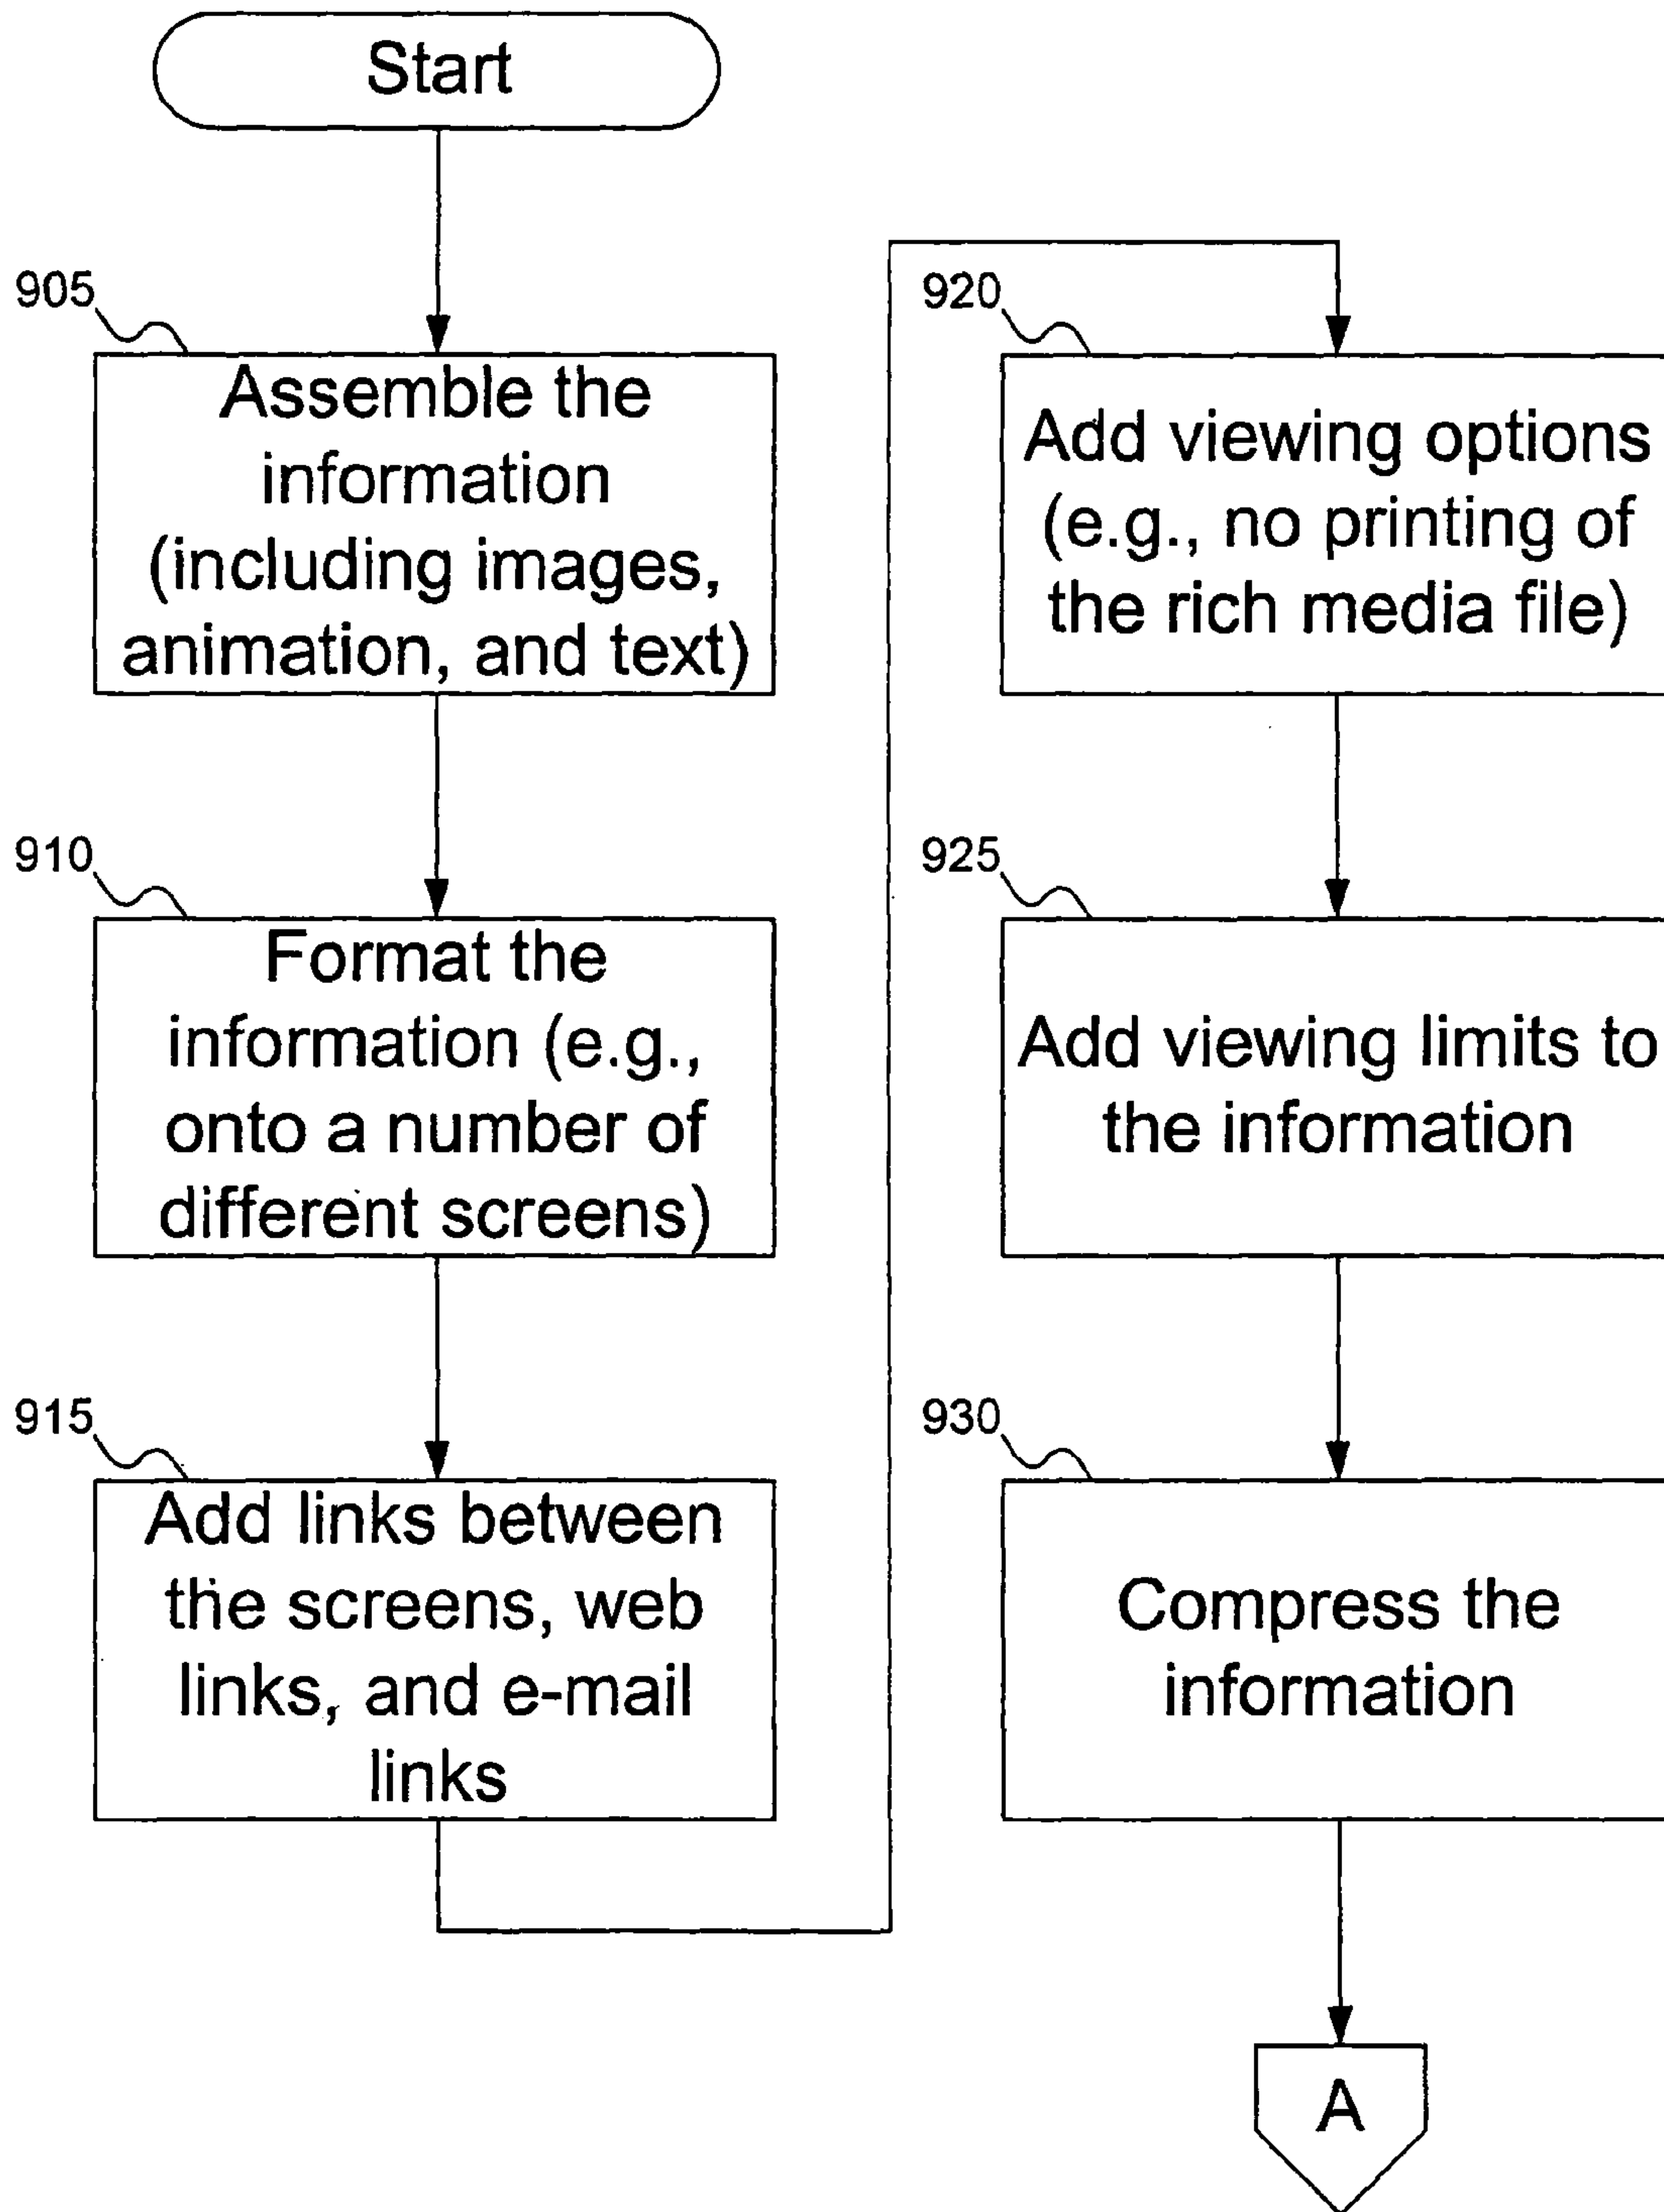 Start
905
Assemble the
information
(including images,
animation, and text)
910
Format the
information (e.g.,
onto a number of
different screens)
915
Add links between
the screens, web
links, and e-mail
links
920
Add viewing options
(e.g., no printing of
the rich media file)
925
Add viewing limits to
the information
930
Compress the
information
A